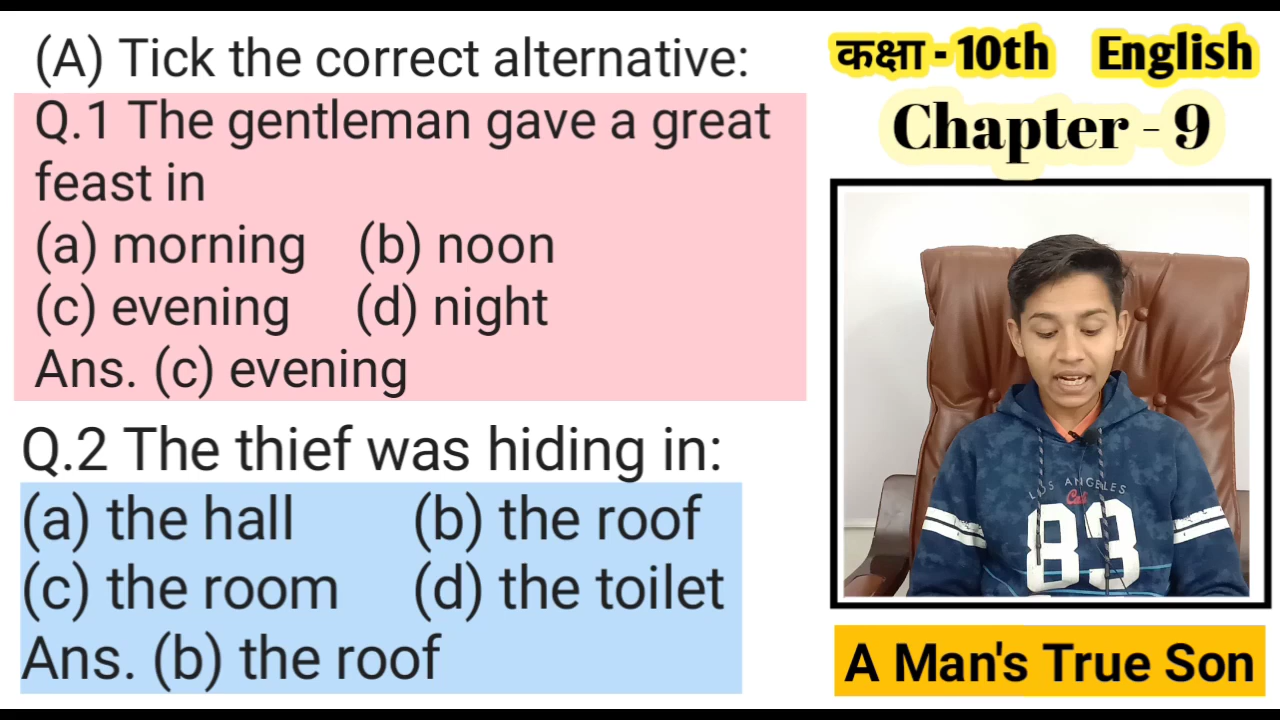 (A) Tick the correct alternative:
Q.1 The gentleman gave a great
feast in
(a) morning (b) noon
(c) evening (d) night
Ans. (c) evening
Q.2 The thief was hiding in:
(a) the hall (b) the roof
(c) the room (d) the toilet
Ans. (b) the roof
कक्षा - 10th English
Chapter - 9
LOS ANGELES
Cali
83
A Man's True Son